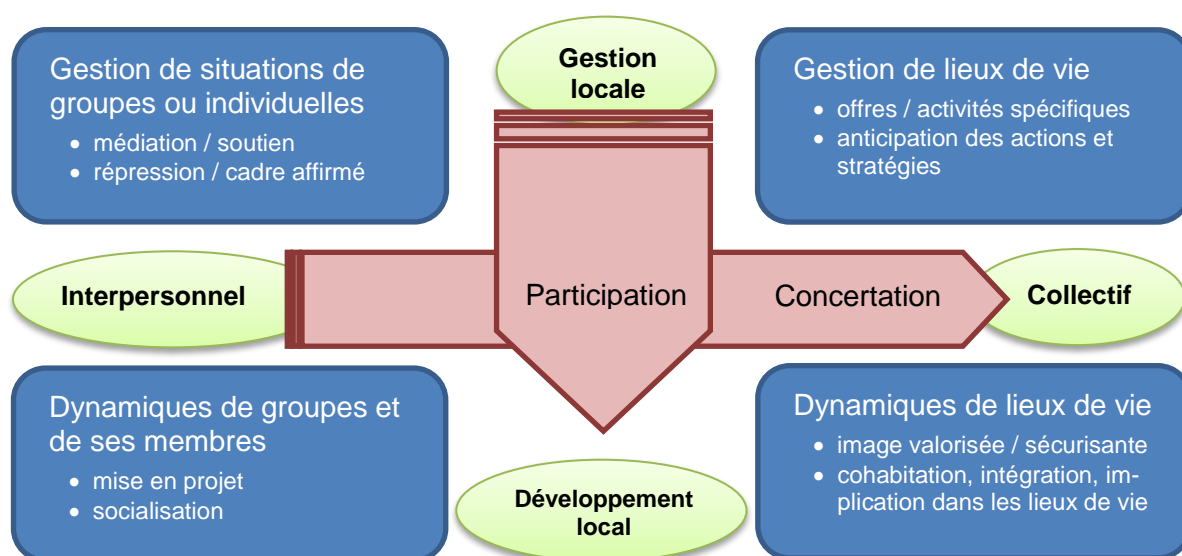 Gestion de situations de
groupes ou individuelles
• médiation / soutien
• répression / cadre affirmé
Gestion
locale
Gestion de lieux de vie
• offres / activités spécifiques
• anticipation des actions et
stratégies
Interpersonnel
Participation
Concertation
Collectif
Dynamiques de groupes et
de ses membres
• mise en projet
• socialisation
Développement
local
Dynamiques de lieux de vie
• image valorisée / sécurisante
• cohabitation, intégration, im-
plication dans les lieux de vie